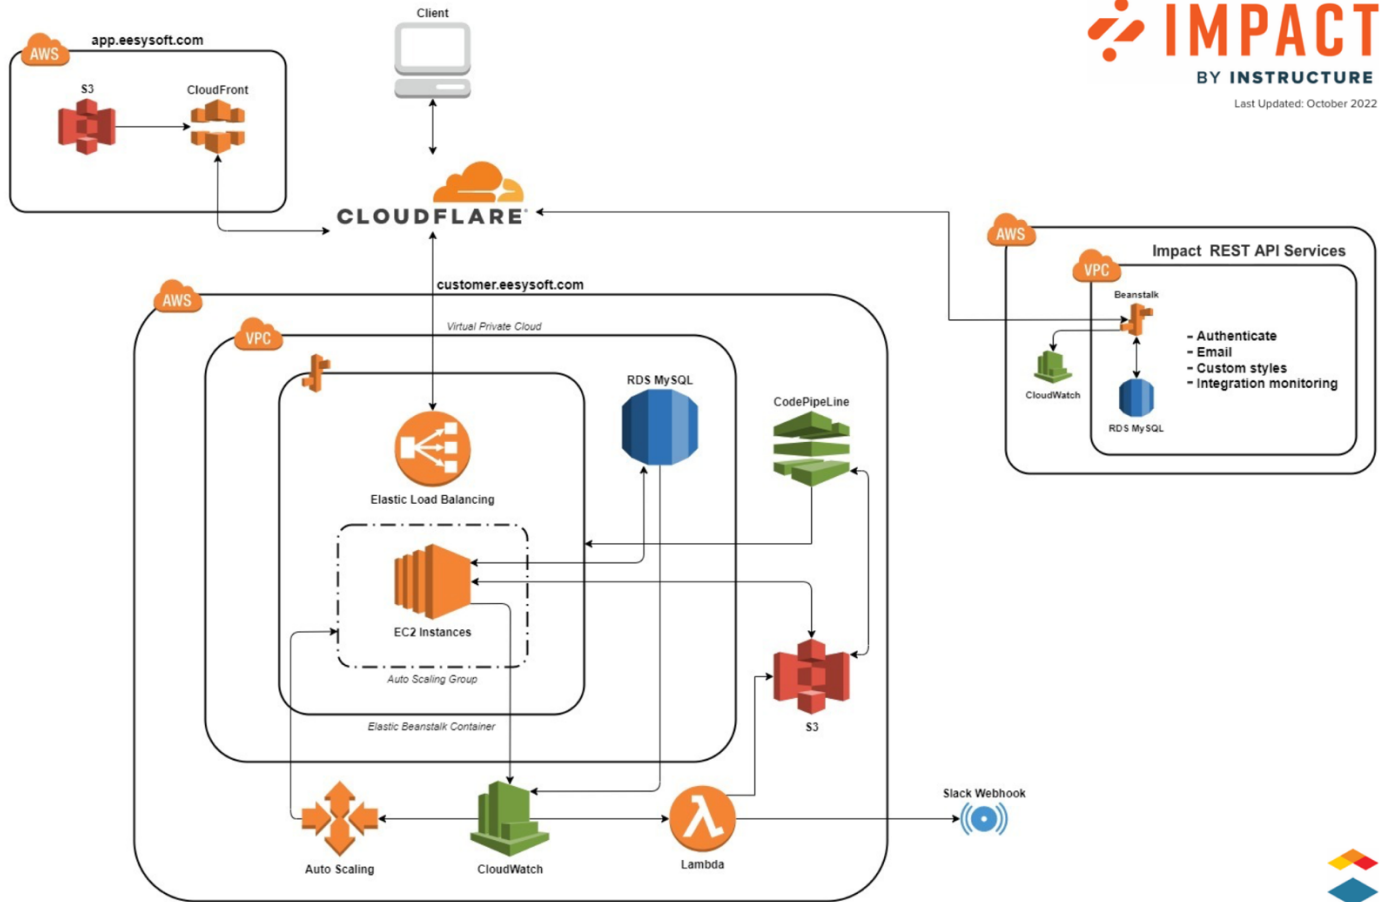 Client
IMPACT
BY INSTRUCTURE
Last Updated: October 2022
AWS
app.eesysoft.com
S3
CloudFront
CLOUDFLARE
AWS
Impact REST API Services
VPC
Beanstalk
- Authenticate
- Email
- Custom styles
- Integration monitoring
CloudWatch
RDS MySQL
AWS
customer.eesysoft.com
VPC
Virtual Private Cloud
RDS MySQL
CodePipeLine
Elastic Load Balancing
EC2 Instances
Auto Scaling Group
Elastic Beanstalk Container
S3
Slack Webhook
Auto Scaling
CloudWatch
λ
Lambda